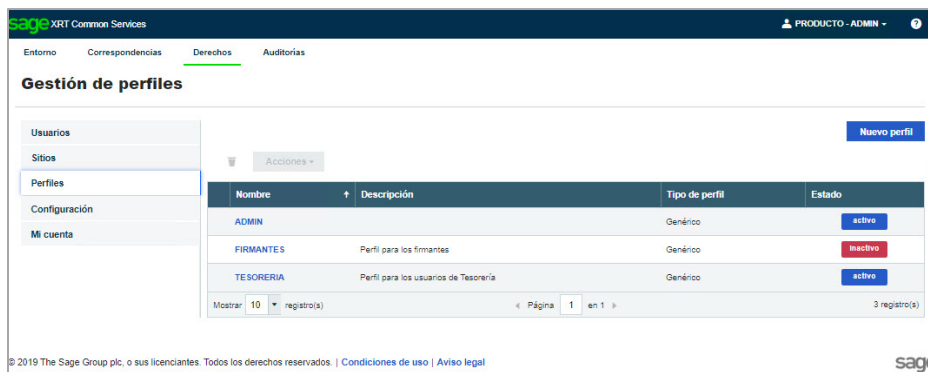 sage XRT Common Services PRODUCTO - ADMIN
Entorno Correspondencias Derechos Auditorías
Gestión de perfiles
Usuarios
Sitios
Perfiles
Configuración
Mi cuenta
Nuevo perfil
Acciones
Nombre Descripción Tipo de perfil Estado
ADMIN Genérico activo
FIRMANTES Perfil para los firmantes Genérico inactivo
TESORERIA Perfil para los usuarios de Tesorería Genérico activo
Mostrar 10 registro(s) Página 1 en 1 3 registro(s)
© 2019 The Sage Group plc, o sus licenciantes. Todos los derechos reservados. | Condiciones de uso | Aviso legal sage